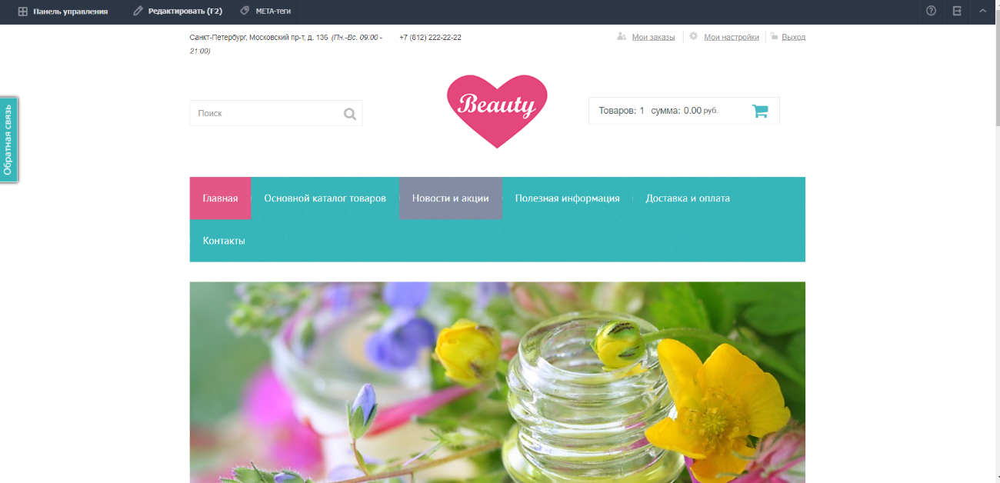 Панель управления
Редактировать (F2)
META-теги
Санкт-Петербург, Московский пр-т, д. 136 (Пн.-Вс. 09:00 -
21:00)
+7 (812) 222-22-22
Мои заказы
Мои настройки
Выход
Обратная связь
Поиск
Beauty
Товаров: 1 сумма: 0.00 руб.
Главная
Основной каталог товаров
Новости и акции
Полезная информация
Доставка и оплата
Контакты